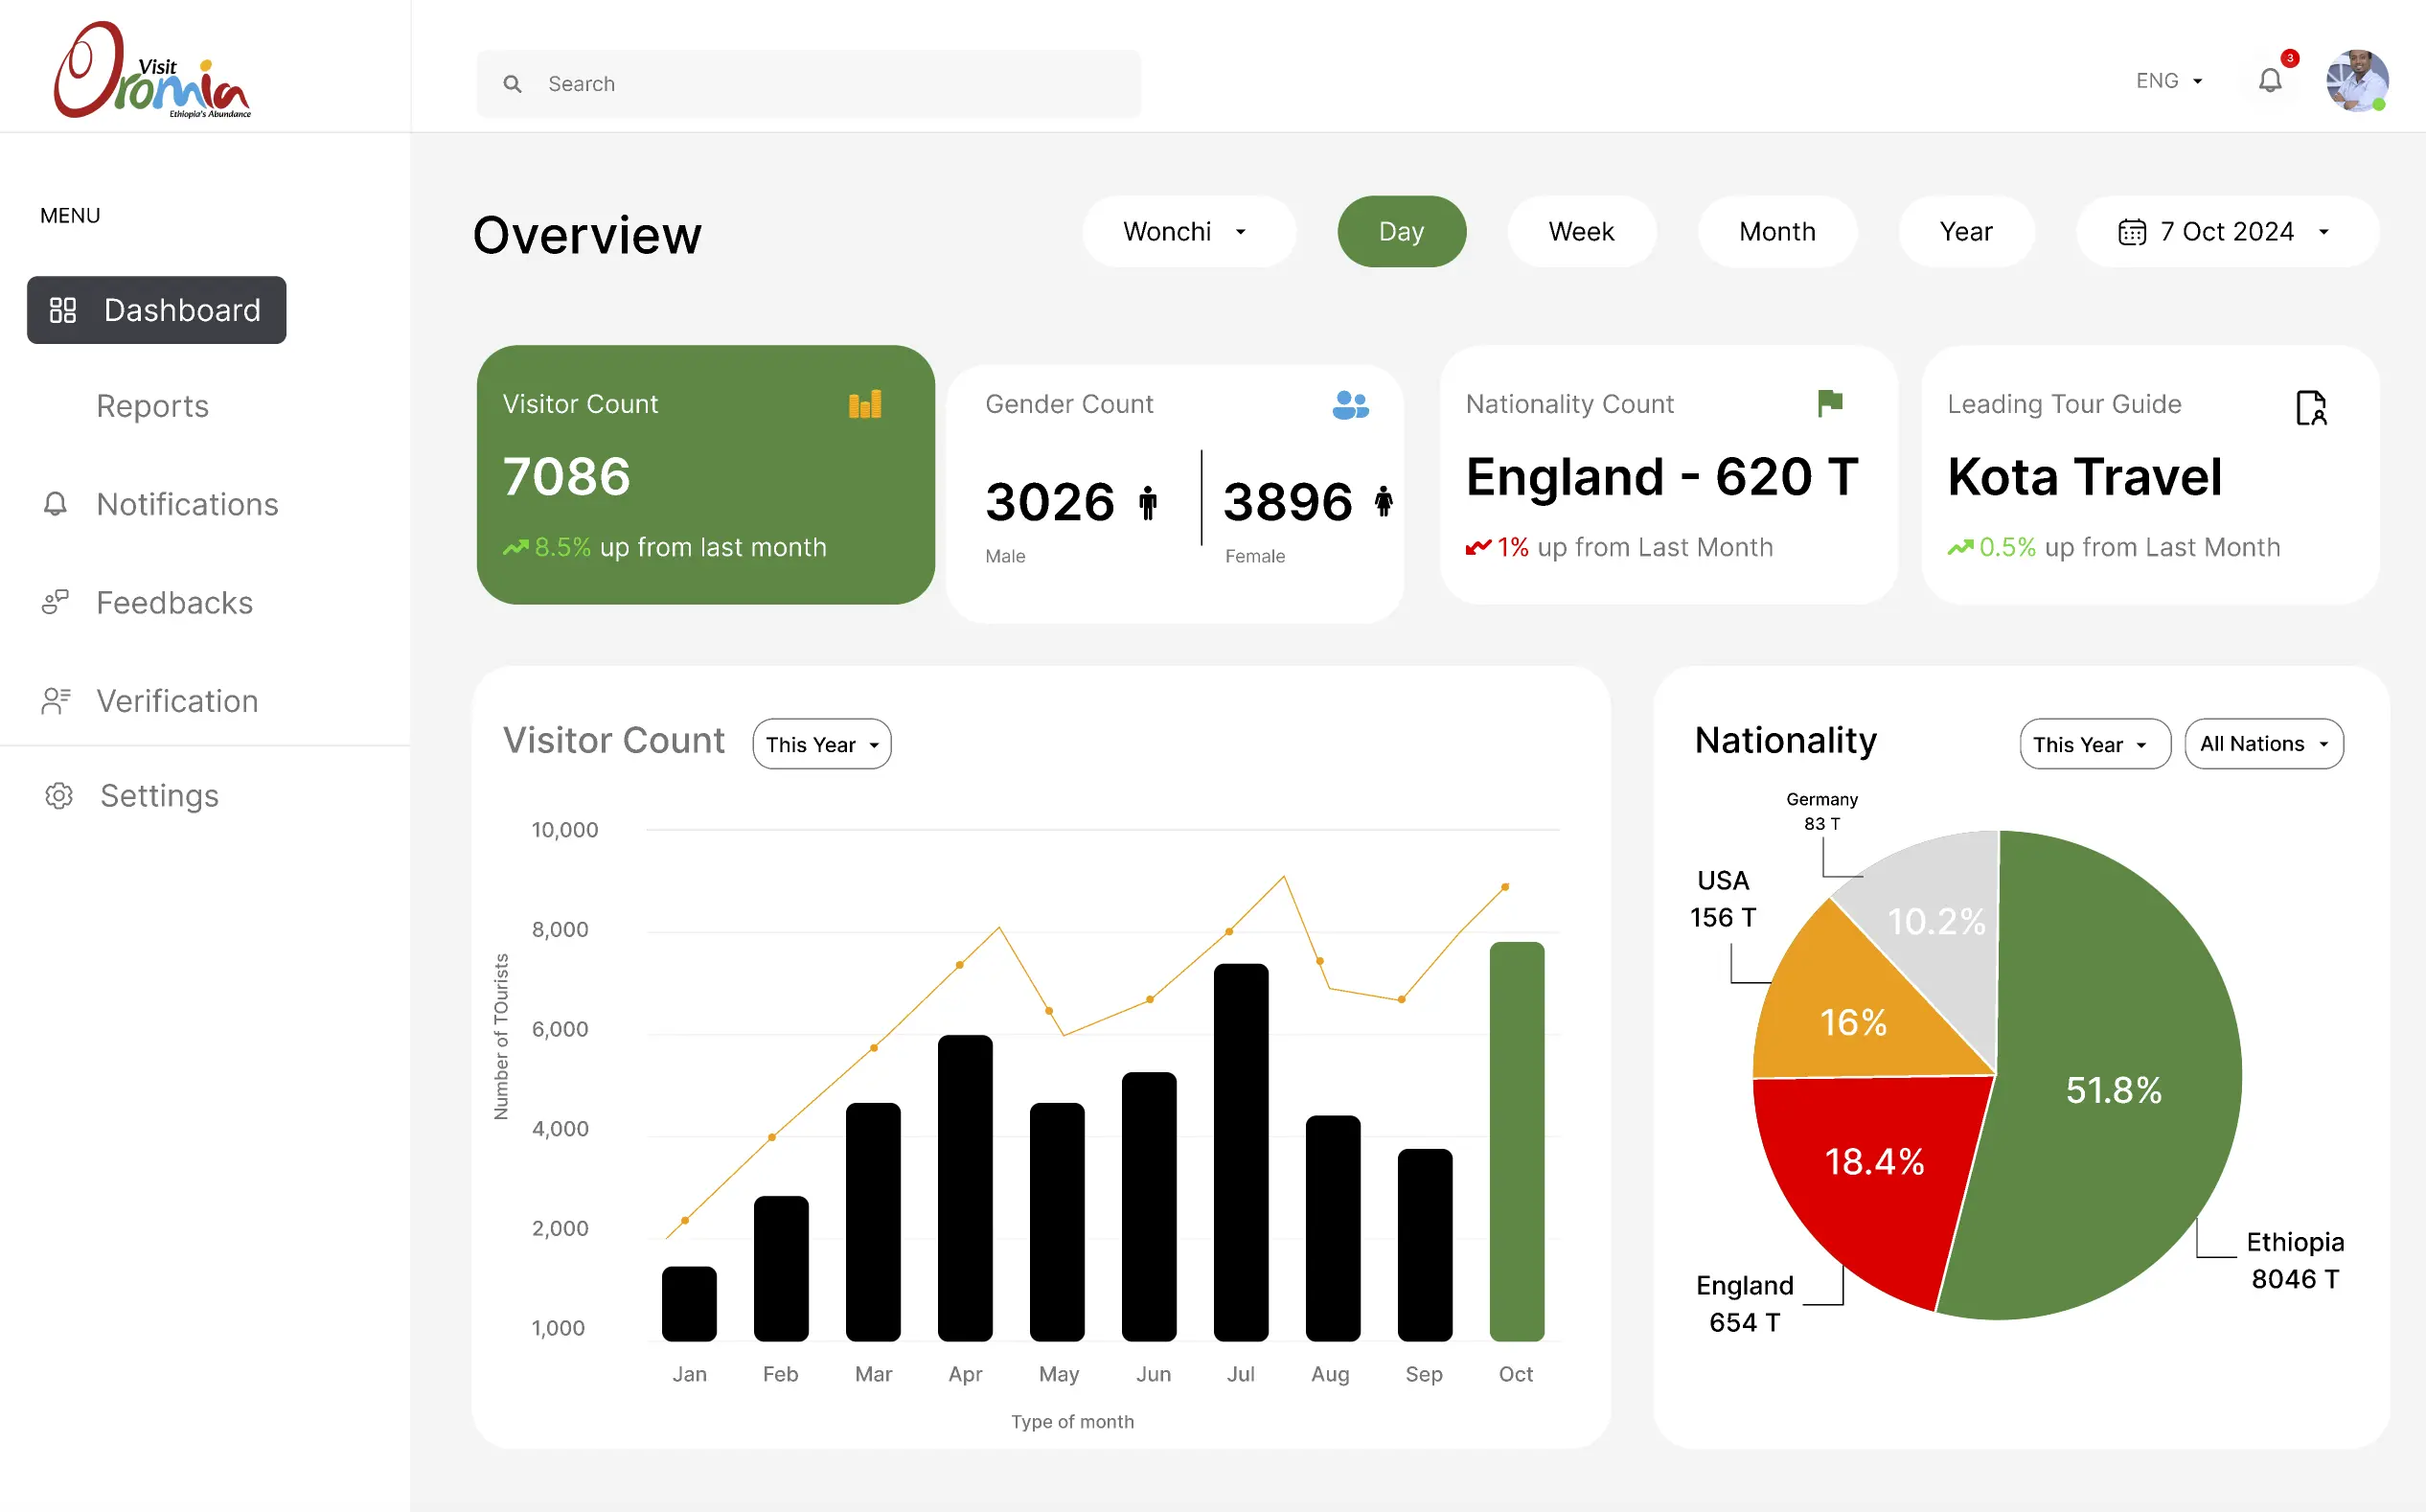 Visit
Oromia
Ethiopia's Abundance
Search
ENG
3
MENU
Dashboard
Reports
Notifications
Feedbacks
Verification
Settings
Overview
Wonchi
Day
Week
Month
Year
7 Oct 2024
Visitor Count
7086
8.5% up from last month
Gender Count
3026
Male
3896
Female
Nationality Count
England - 620 T
1% up from Last Month
Leading Tour Guide
Kota Travel
0.5% up from Last Month
Visitor Count
This Year
Number of TOurists
10,000
8,000
6,000
4,000
2,000
1,000
Jan Feb Mar Apr May Jun Jul Aug Sep Oct
Type of month
Nationality
This Year
All Nations
Germany
83 T
USA
156 T
10.2%
16%
51.8%
18.4%
Ethiopia
8046 T
England
654 T